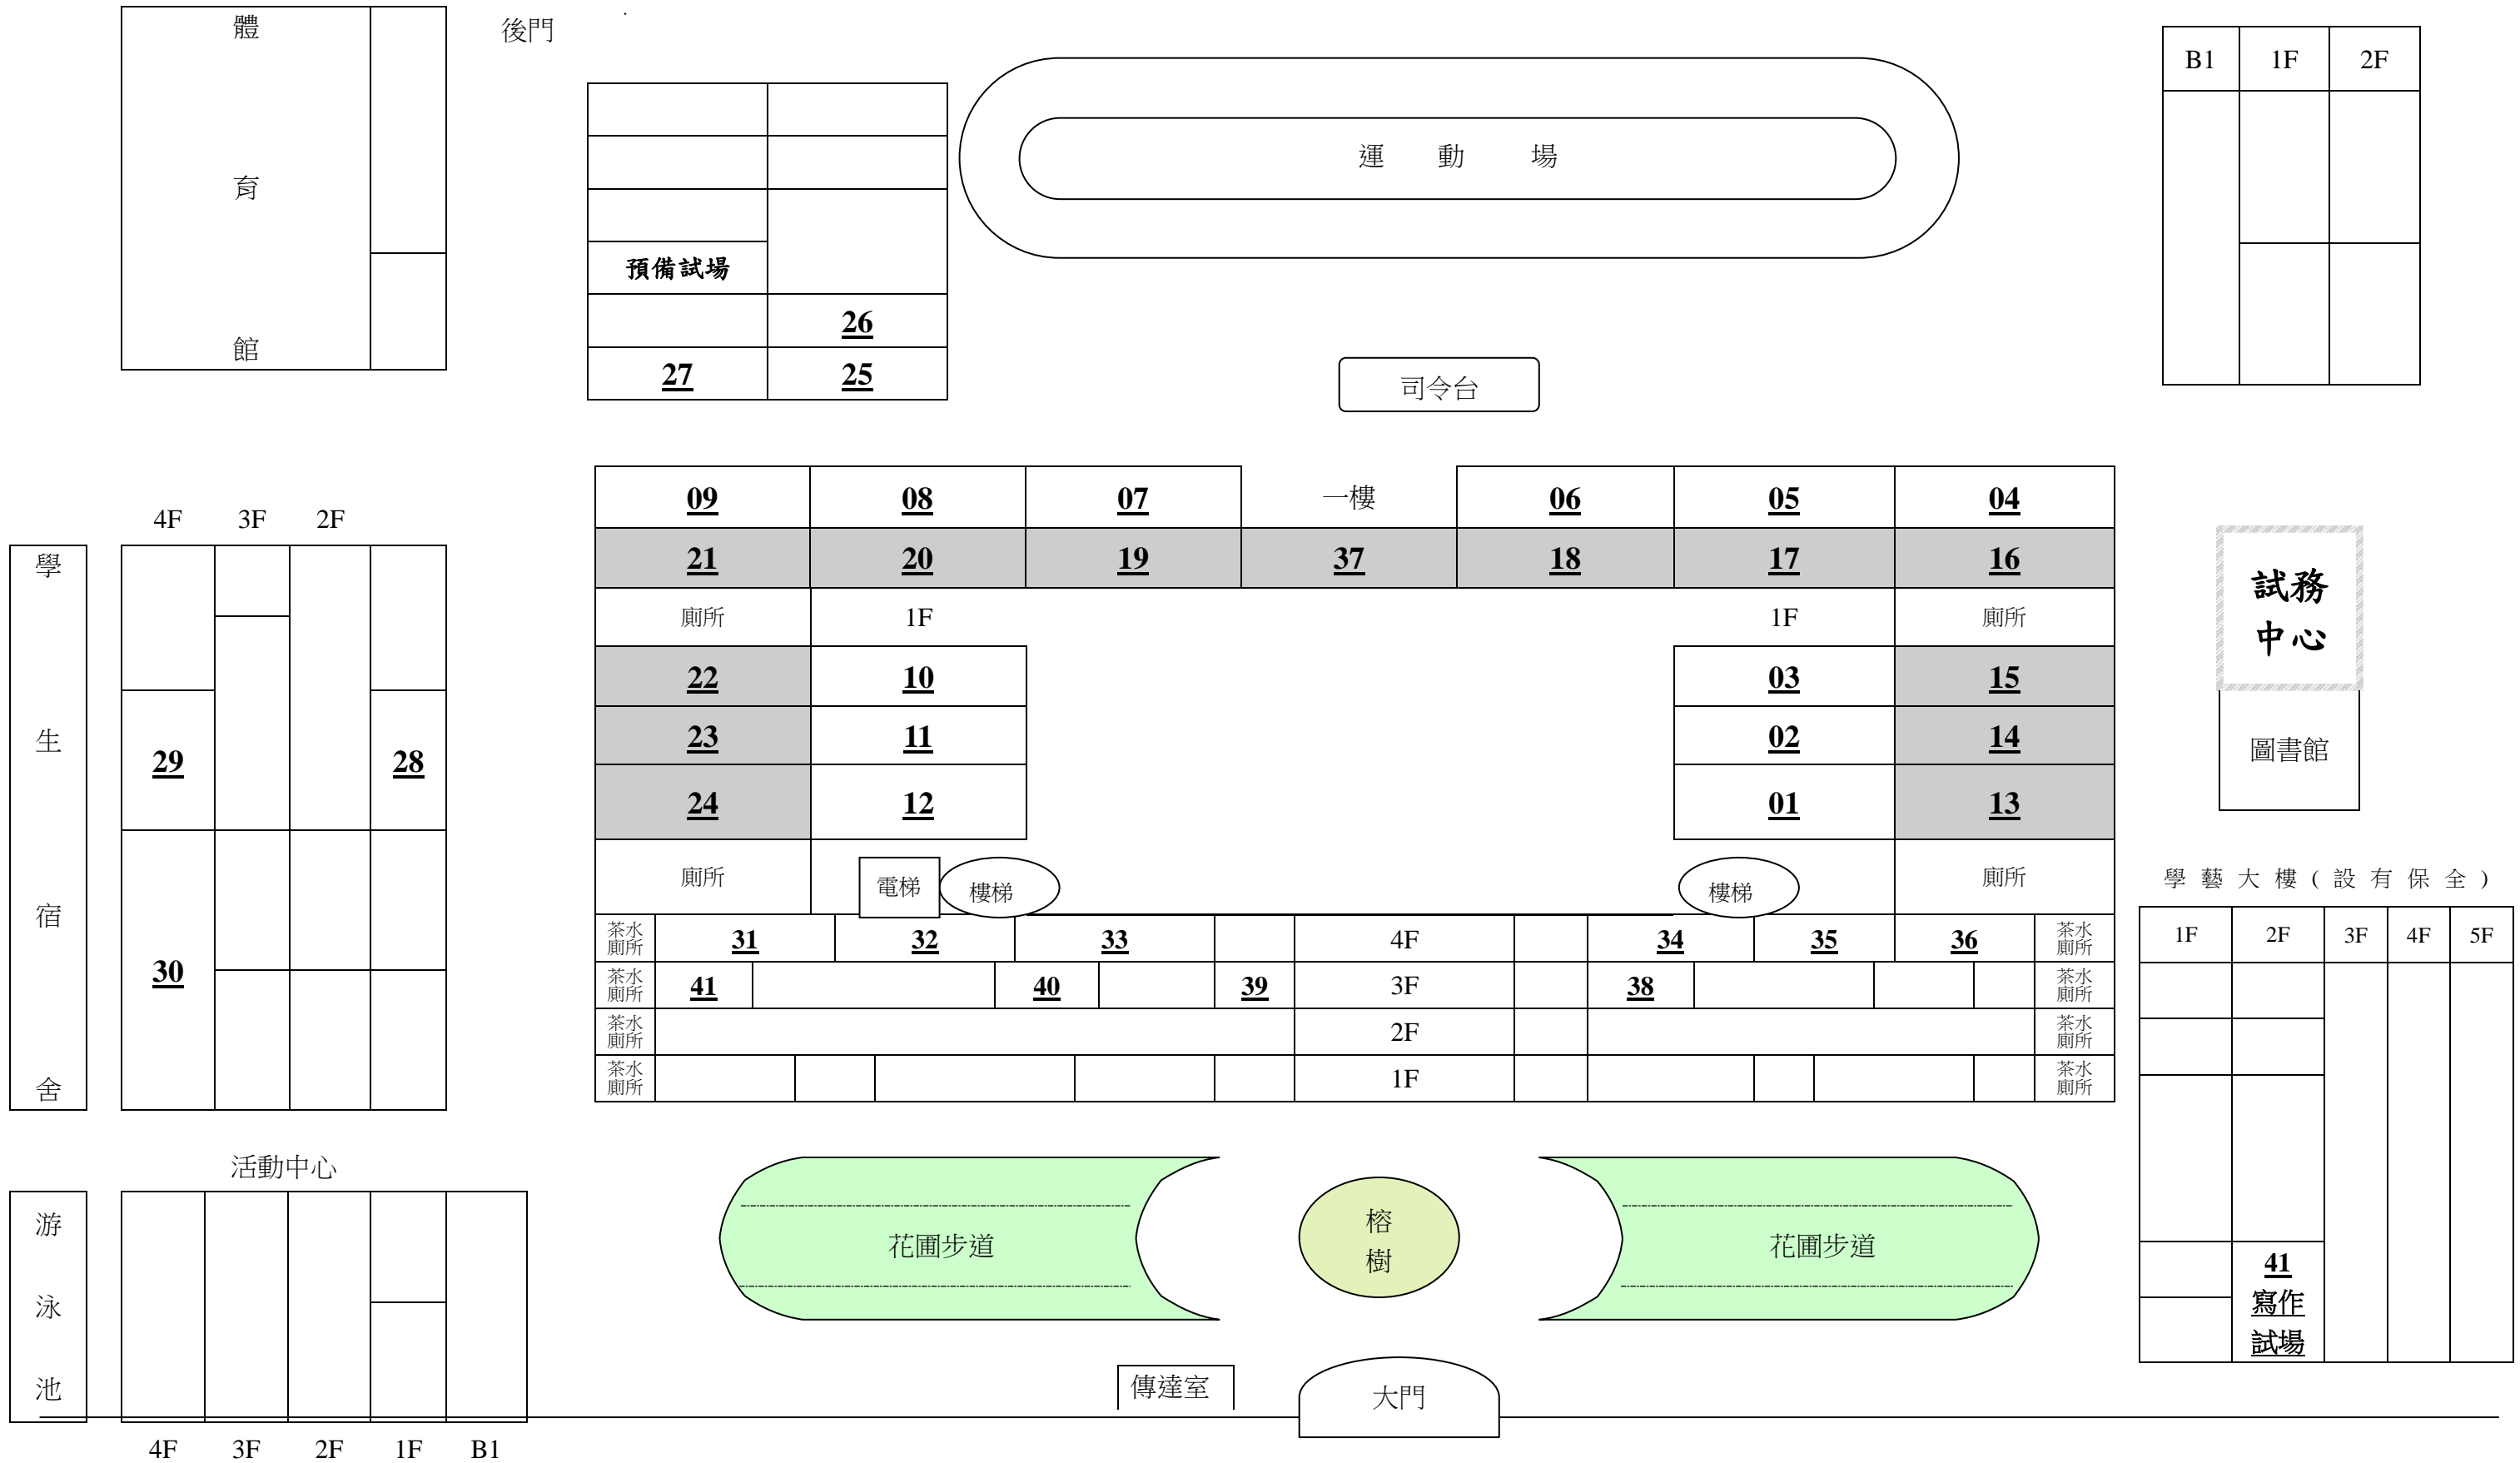 體
育
館
後門
B1 1F 2F
運 動 場
預備試場
26
27 25
司令台
09 08 07 一樓 06 05 04
21 20 19 37 18 17 16
廁所 1F 1F 廁所
22 10 03 15
23 11 02 14
24 12 01 13
廁所 電梯 樓梯 樓梯 廁所
茶水
廁所
31 32 33 4F 34 35 36
茶水
廁所
茶水
廁所
41 40 39 3F 38
茶水
廁所
茶水
廁所
2F
茶水
廁所
茶水
廁所
1F
茶水
廁所
4F 3F 2F
學
生
宿
舍
29 28
30
試務
中心
圖書館
學藝大樓(設有保全)
1F 2F 3F 4F 5F
41
寫作
試場
活動中心
游
泳
池
4F 3F 2F 1F B1
花圃步道
榕
樹
花圃步道
傳達室
大門